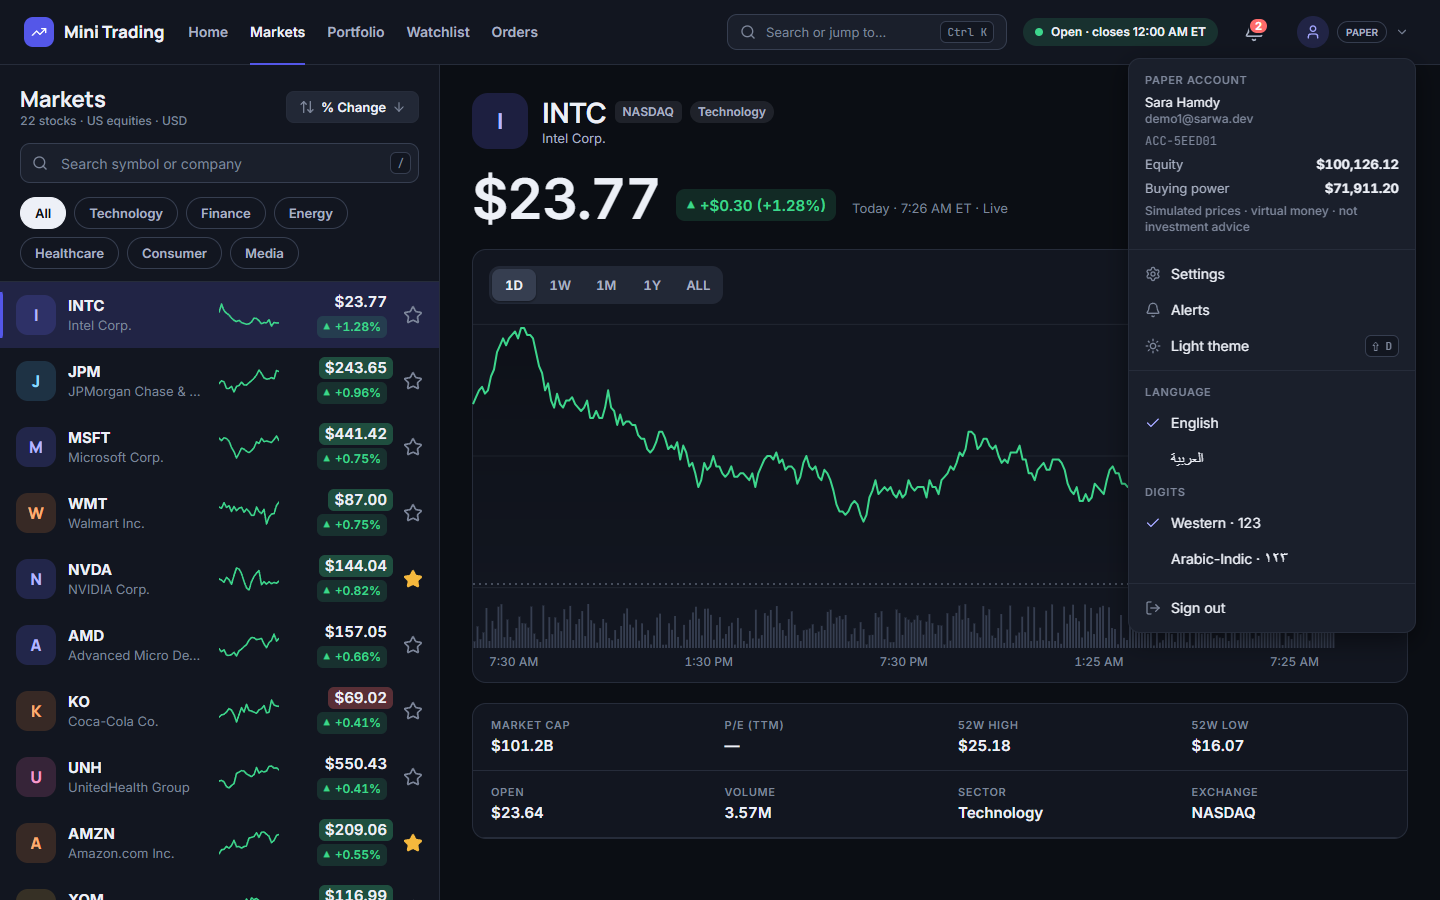 Mini Trading
Home
Markets
Portfolio
Watchlist
Orders
Search or jump to...
Ctrl K
Open · closes 12:00 AM ET
2
PAPER
Markets
22 stocks · US equities · USD
% Change
Search symbol or company
/
All
Technology
Finance
Energy
Healthcare
Consumer
Media
I
INTC
Intel Corp.
$23.77
+1.28%
J
JPM
JPMorgan Chase & ...
$243.65
+0.96%
M
MSFT
Microsoft Corp.
$441.42
+0.75%
W
WMT
Walmart Inc.
$87.00
+0.75%
N
NVDA
NVIDIA Corp.
$144.04
+0.82%
A
AMD
Advanced Micro De...
$157.05
+0.66%
K
KO
Coca-Cola Co.
$69.02
+0.41%
U
UNH
UnitedHealth Group
$550.43
+0.41%
A
AMZN
Amazon.com Inc.
$209.06
+0.55%
XOM
$116.99
I
INTC
NASDAQ
Technology
Intel Corp.
$23.77
+$0.30 (+1.28%)
Today · 7:26 AM ET · Live
1D
1W
1M
1Y
ALL
7:30 AM
1:30 PM
7:30 PM
1:25 AM
7:25 AM
MARKET CAP
$101.2B
P/E (TTM)
—
52W HIGH
$25.18
52W LOW
$16.07
OPEN
$23.64
VOLUME
3.57M
SECTOR
Technology
EXCHANGE
NASDAQ
PAPER ACCOUNT
Sara Hamdy
demo1@sarwa.dev
ACC-5EED01
Equity
$100,126.12
Buying power
$71,911.20
Simulated prices · virtual money · not
investment advice
Settings
Alerts
Light theme
⇧ D
LANGUAGE
English
العربية
DIGITS
Western · 123
Arabic-Indic · ١٢٣
Sign out